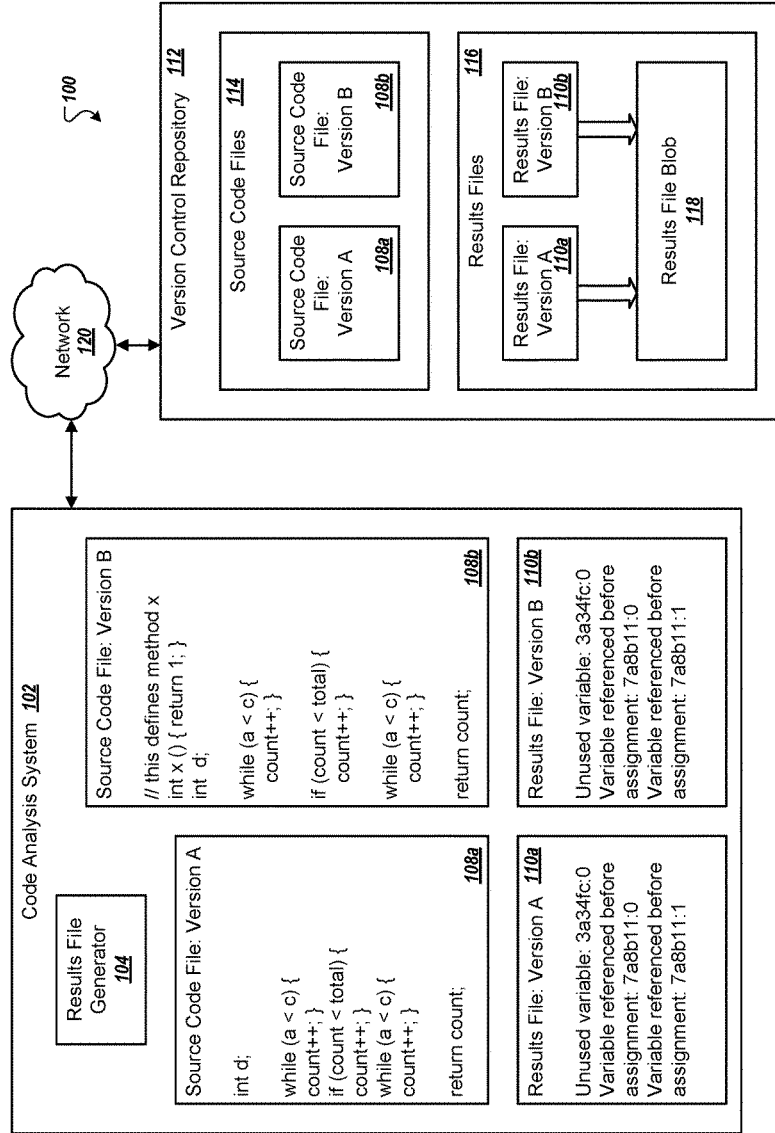 100
Code Analysis System 102
Results File
Generator
104
Source Code File: Version A
int d;
while (a < c) {
count++; }
if (count < total) {
count++; }
while (a < c) {
count++; }
return count;
108a
Source Code File: Version B
// this defines method x
int x () { return 1; }
int d;
while (a < c) {
count++; }
if (count < total) {
count++; }
while (a < c) {
count++; }
return count;
108b
Results File: Version A 110a
Unused variable: 3a34fc:0
Variable referenced before
assignment: 7a8b11:0
Variable referenced before
assignment: 7a8b11:1
Results File: Version B 110b
Unused variable: 3a34fc:0
Variable referenced before
assignment: 7a8b11:0
Variable referenced before
assignment: 7a8b11:1
Network
120
Version Control Repository 112
Source Code Files 114
Source Code
File:
Version A
108a
Source Code
File:
Version B
108b
Results Files 116
Results File:
Version A
110a
Results File:
Version B
110b
Results File Blob
118